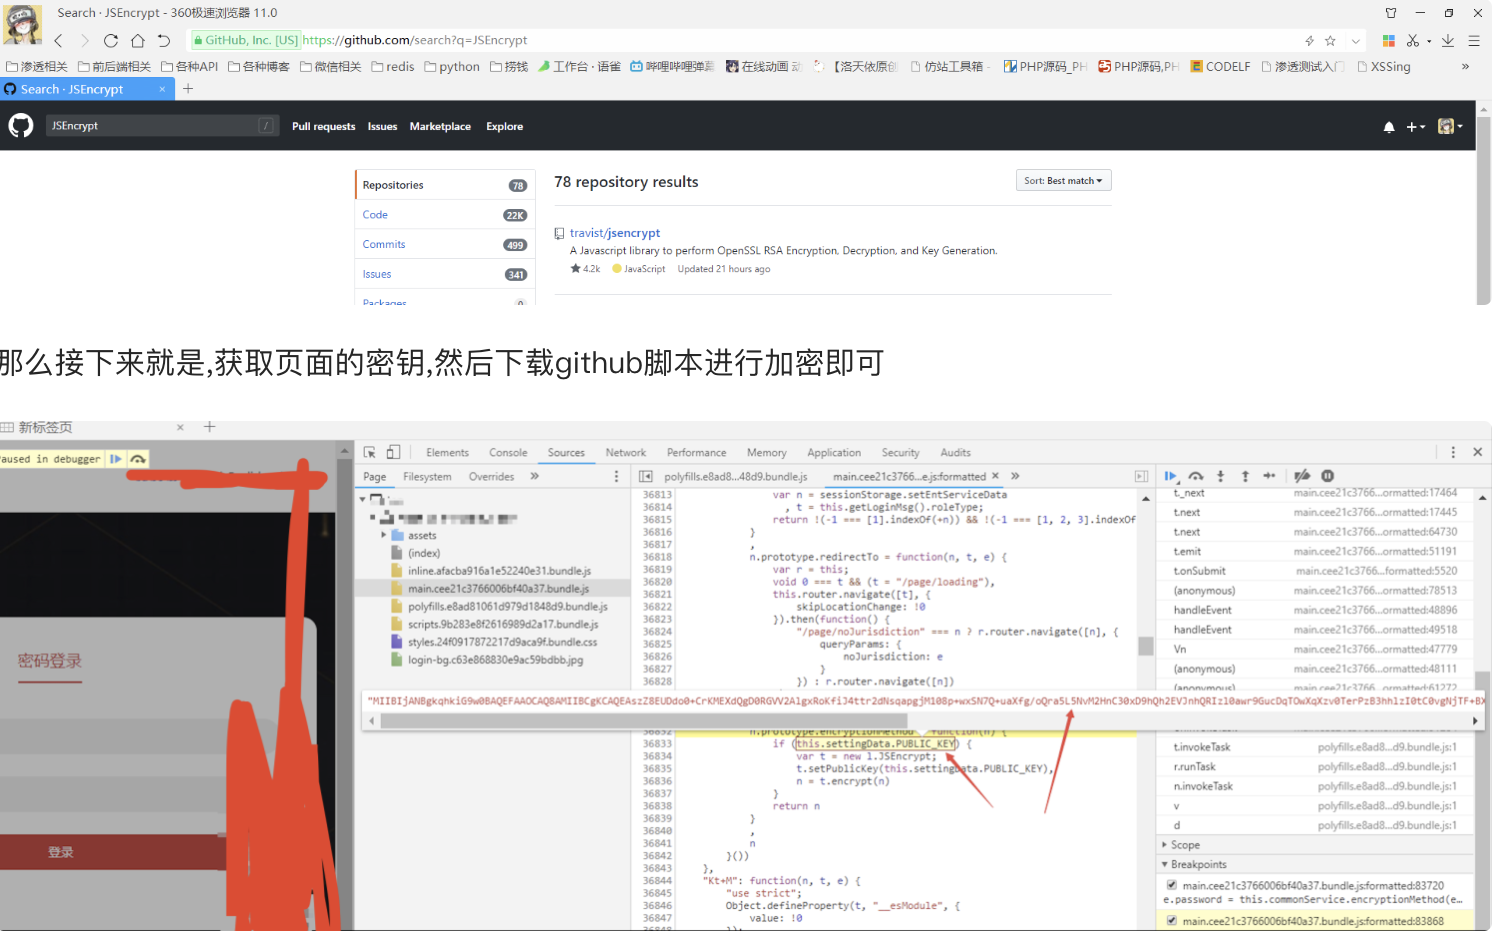 Search · JSEncrypt - 360极速浏览器 11.0
GitHub, Inc. [US] https://github.com/search?q=JSEncrypt
渗透相关 前后端相关 各种API 各种博客 微信相关 redis python 捞钱 工作台 · 语雀 哔哩哔哩弹幕 在线动画 【洛天依原创 仿站工具箱 - PHP源码_PH PHP源码,PH CODELF 渗透测试入门 XSSing »
Search · JSEncrypt × +
JSEncrypt / Pull requests Issues Marketplace Explore
Repositories 78
Code 22K
Commits 499
Issues 341
Packages 0
78 repository results
Sort: Best match
travist/jsencrypt
A Javascript library to perform OpenSSL RSA Encryption, Decryption, and Key Generation.
4.2k JavaScript Updated 21 hours ago
那么接下来就是,获取页面的密钥,然后下载github脚本进行加密即可
新标签页 × +
Paused in debugger
密码登录
登录
Elements Console Sources Network Performance Memory Application Security Audits
Page Filesystem Overrides »
assets
(index)
inline.afacba916a1e52240e31.bundle.js
main.cee21c3766006bf40a37.bundle.js
polyfills.e8ad81061d979d1848d9.bundle.js
scripts.9b283e8f2616989d2a17.bundle.js
styles.24f0917872217d9aca9f.bundle.css
login-bg.c63e868830e9ac59bdbb.jpg
polyfills.e8ad8...48d9.bundle.js main.cee21c3766...e.js:formatted × »
36813 var n = sessionStorage.setEntServiceData
36814 , t = this.getLoginMsg().roleType;
36815 return !(-1 === [1].indexOf(+n)) && !(-1 === [1, 2, 3].indexOf
36816 }
36817 ,
36818 n.prototype.redirectTo = function(n, t, e) {
36819 var r = this;
36820 void 0 === t && (t = "/page/loading"),
36821 this.router.navigate([t], {
36822 skipLocationChange: !0
36823 }).then(function() {
36824 "/page/noJurisdiction" === n ? r.router.navigate([n], {
36825 queryParams: {
36826 noJurisdiction: e
36827 }
36828 }) : r.router.navigate([n])
"MIIBIjANBgkqhkiG9w0BAQEFAAOCAQ8AMIIBCgKCAQEAszZ8EUDdo0+CrKMEXdQgD0RGVV2AlgxRoKfiJ4ttr2dNsqapgjM108p+wxSN7Q+uaXfg/oQra5L5NvM2HnC30xD9hQh2EVJnhQRIzl0awr9GucDqTOwXqXzv0TerPzB3hhlzI0tC0vgNjTF+BX
36832 n.prototype.encryptionMethod = function(n) {
36833 if (this.settingData.PUBLIC_KEY) {
36834 var t = new l.JSEncrypt;
36835 t.setPublicKey(this.settingData.PUBLIC_KEY),
36836 n = t.encrypt(n)
36837 }
36838 return n
36839 }
36840 ,
36841 n
36842 }())
36843 },
36844 "Kt+M": function(n, t, e) {
36845 "use strict";
36846 Object.defineProperty(t, "__esModule", {
36847 value: !0
36848 });
t._next main.cee21c3766...ormatted:17464
t.next main.cee21c3766...ormatted:17445
t.next main.cee21c3766...ormatted:64730
t.emit main.cee21c3766...ormatted:51191
t.onSubmit main.cee21c3766...formatted:5520
(anonymous) main.cee21c3766...ormatted:78513
handleEvent main.cee21c3766...ormatted:48896
handleEvent main.cee21c3766...ormatted:49518
Vn main.cee21c3766...ormatted:47779
(anonymous) main.cee21c3766...ormatted:48111
(anonymous) main.cee21c3766...ormatted:61272
t.invokeTask polyfills.e8ad8...d9.bundle.js:1
r.runTask polyfills.e8ad8...d9.bundle.js:1
n.invokeTask polyfills.e8ad8...d9.bundle.js:1
v polyfills.e8ad8...d9.bundle.js:1
d polyfills.e8ad8...d9.bundle.js:1
Scope
Breakpoints
main.cee21c3766006bf40a37.bundle.js:formatted:83720
e.password = this.commonService.encryptionMethod(e...
main.cee21c3766006bf40a37.bundle.js:formatted:83868